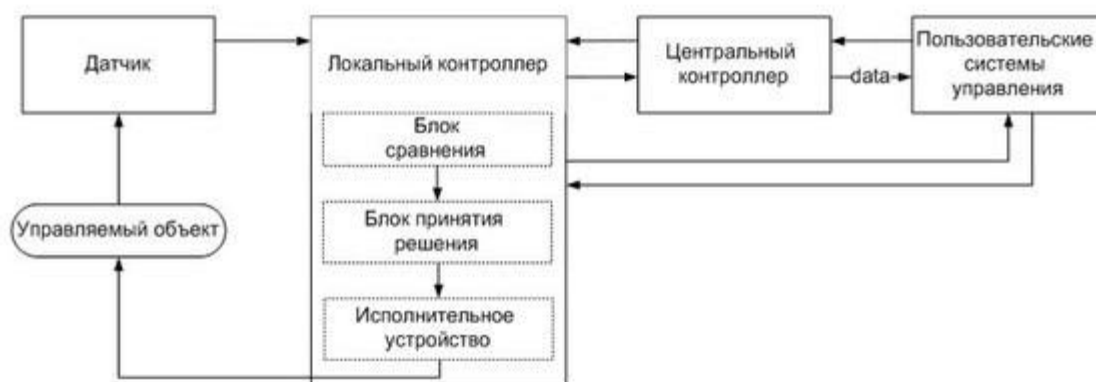 Датчик
Локальный контроллер
Центральный
контроллер
data
Пользовательские
системы
управления
Блок
сравнения
Управляемый объект
Блок принятия
решения
Исполнительное
устройство